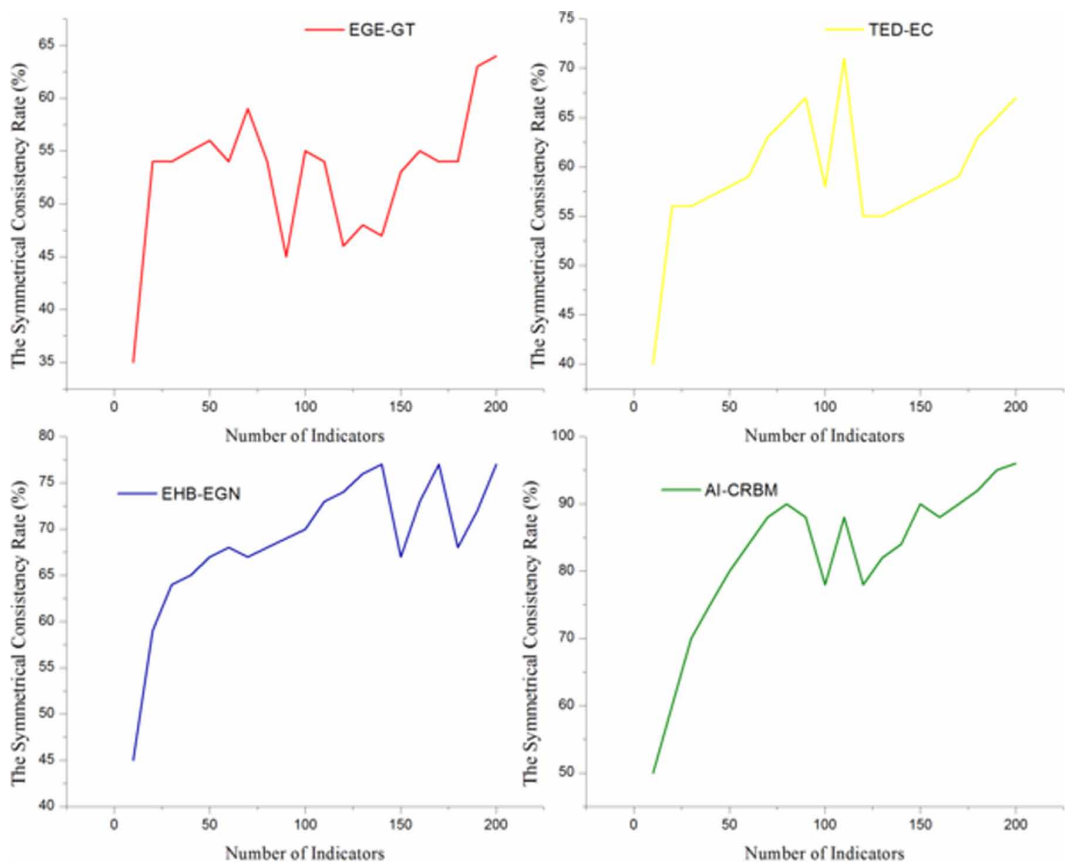 EGE-GT
The Symmetrical Consistency Rate (%)
65
60
55
50
45
40
35
0 50 100 150 200
Number of Indicators
TED-EC
The Symmetrical Consistency Rate (%)
75
70
65
60
55
50
45
40
0 50 100 150 200
Number of Indicators
EHB-EGN
The Symmetrical Consistency Rate (%)
80
75
70
65
60
55
50
45
40
0 50 100 150 200
Number of Indicators
AI-CRBM
The Symmetrical Consistency Rate (%)
100
90
80
70
60
50
0 50 100 150 200
Number of Indicators